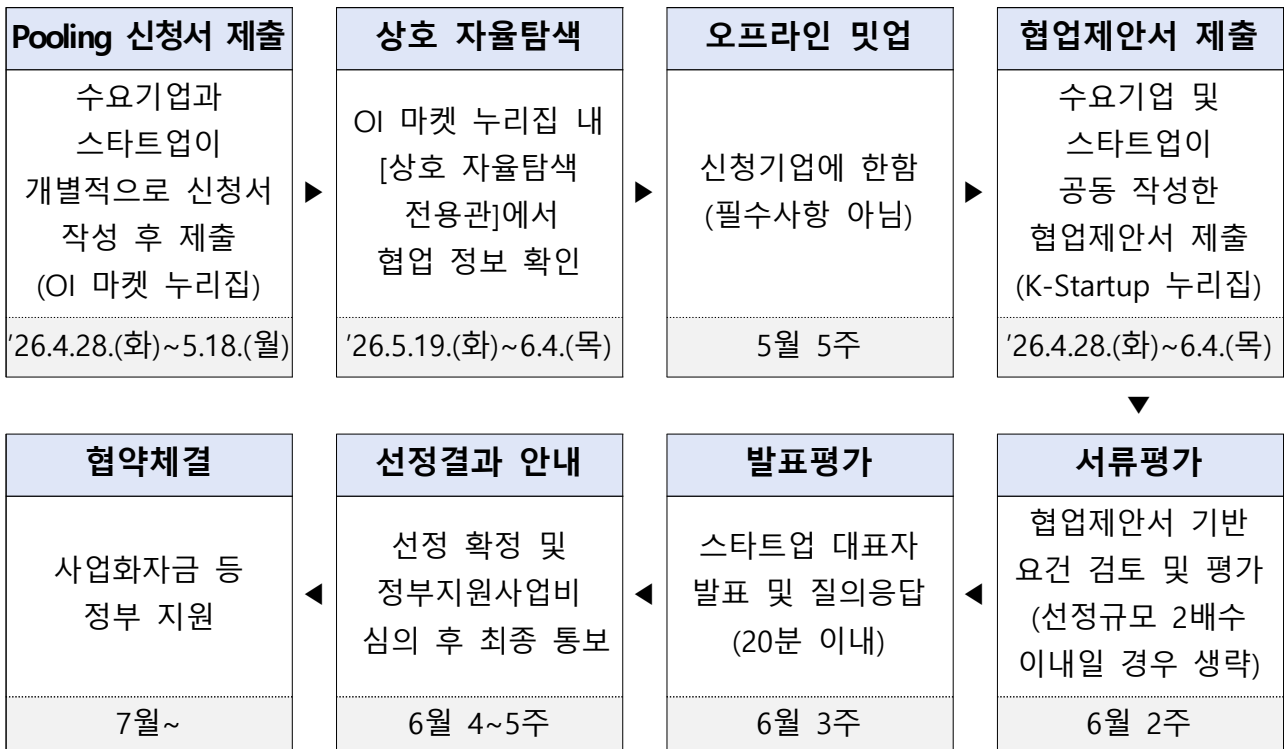 Pooling 신청서 제출
수요기업과
스타트업이
개별적으로 신청서
작성 후 제출
(OI 마켓 누리집)
'26.4.28.(화)~5.18.(월)
▶
상호 자율탐색
OI 마켓 누리집 내
[상호 자율탐색
전용관]에서
협업 정보 확인
'26.5.19.(화)~6.4.(목)
▶
오프라인 밋업
신청기업에 한함
(필수사항 아님)
5월 5주
▶
협업제안서 제출
수요기업 및
스타트업이
공동 작성한
협업제안서 제출
(K-Startup 누리집)
'26.4.28.(화)~6.4.(목)
▼
서류평가
협업제안서 기반
요건 검토 및 평가
(선정규모 2배수
이내일 경우 생략)
6월 2주
◀
발표평가
스타트업 대표자
발표 및 질의응답
(20분 이내)
6월 3주
◀
선정결과 안내
선정 확정 및
정부지원사업비
심의 후 최종 통보
6월 4~5주
◀
협약체결
사업화자금 등
정부 지원
7월~